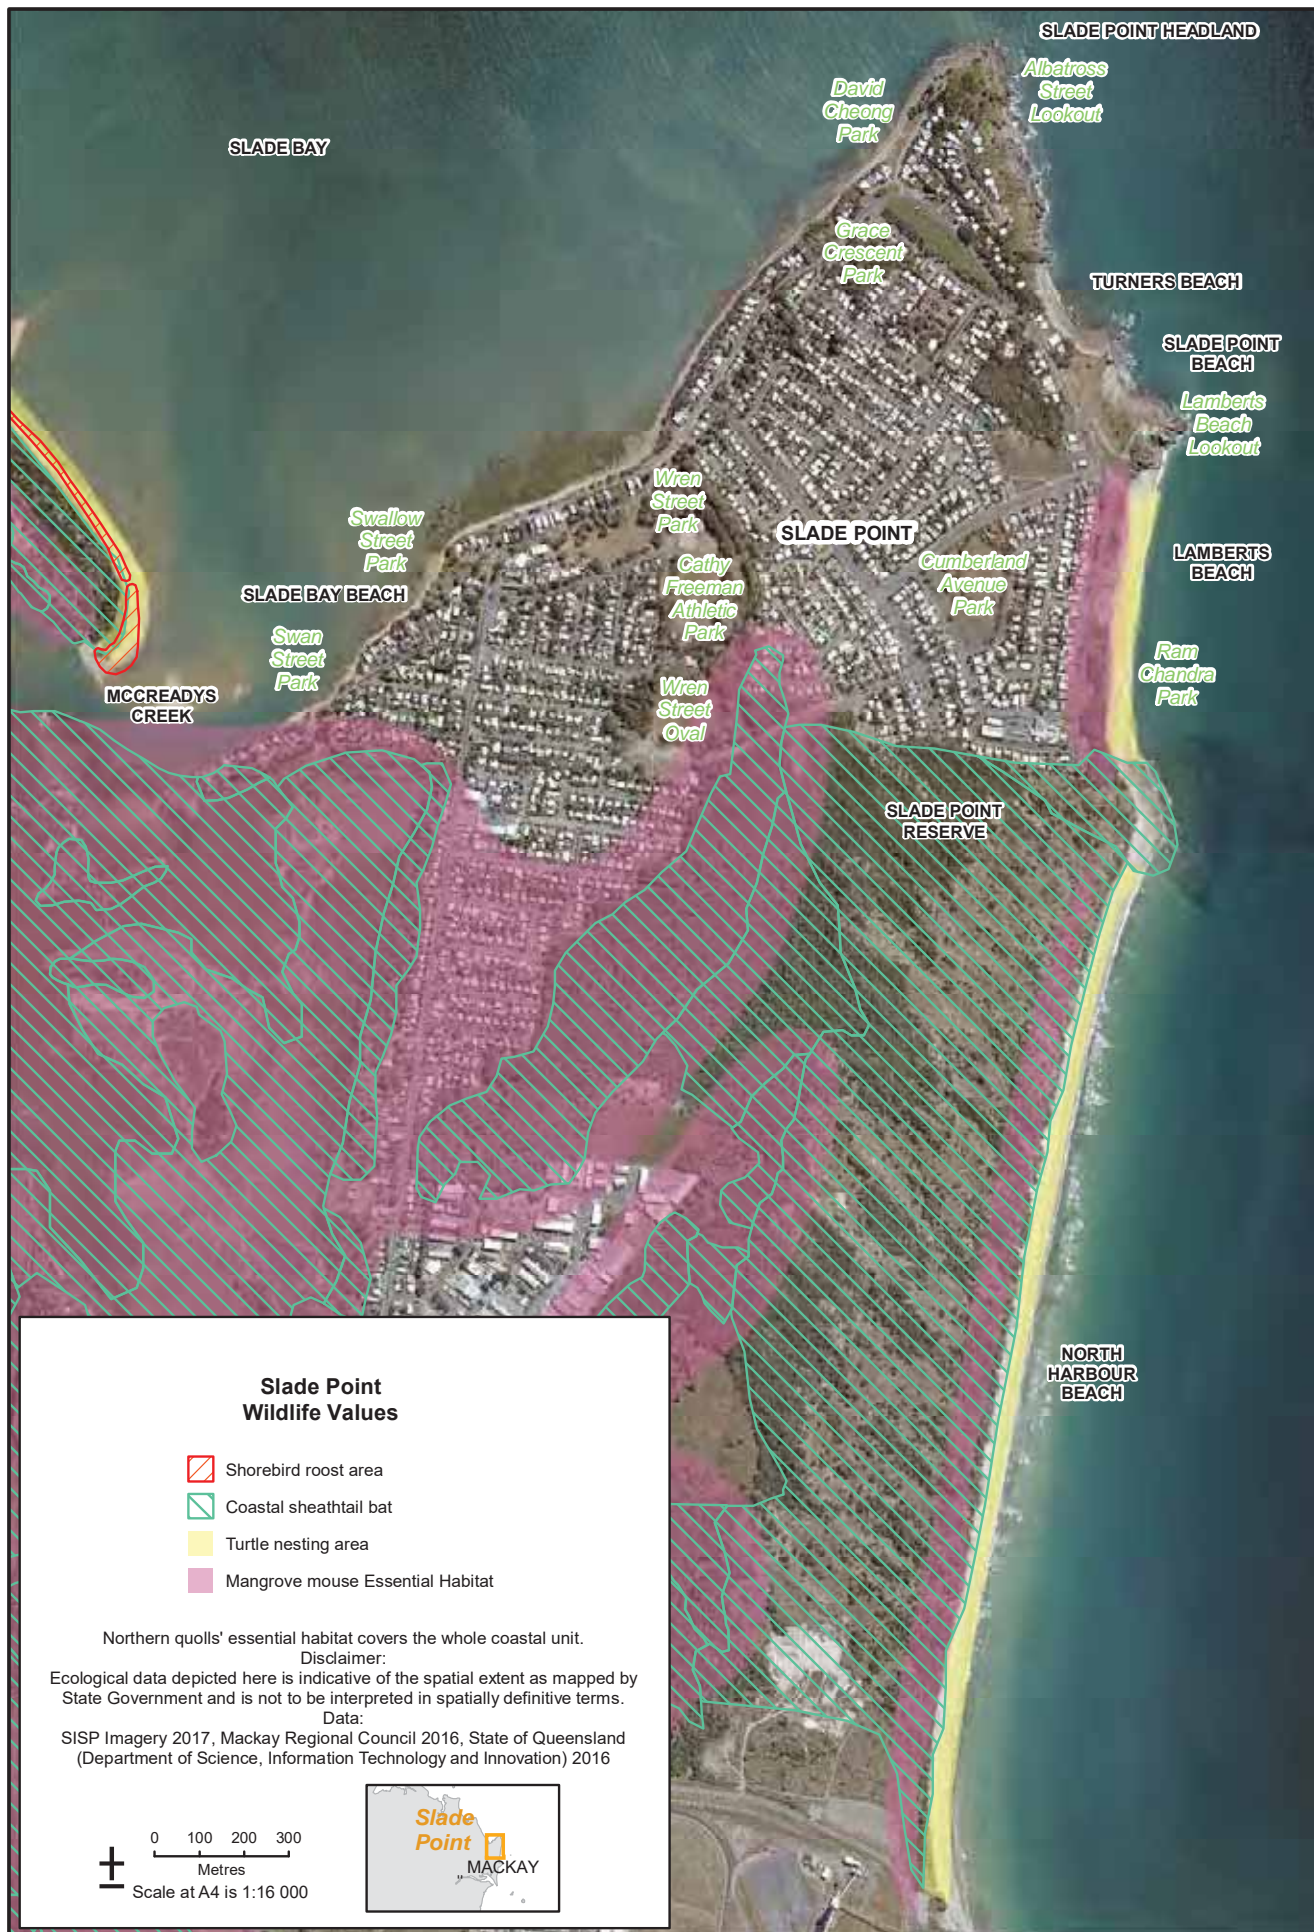 SLADE POINT HEADLAND
Albatross
Street
Lookout
David
Cheong
Park
SLADE BAY
Grace
Crescent
Park
TURNERS BEACH
SLADE POINT
BEACH
Lamberts
Beach
Lookout
Wren
Street
Park
SLADE POINT
Swallow
Street
Park
LAMBERTS
BEACH
Cumberland
Avenue
Park
Cathy
Freeman
Athletic
Park
SLADE BAY BEACH
Swan
Street
Park
Ram
Chandra
Park
MCCREADYS
CREEK
Wren
Street
Oval
SLADE POINT
RESERVE
NORTH
HARBOUR
BEACH
Slade Point
Wildlife Values
Shorebird roost area
Coastal sheathtail bat
Turtle nesting area
Mangrove mouse Essential Habitat
Northern quolls' essential habitat covers the whole coastal unit.
Disclaimer:
Ecological data depicted here is indicative of the spatial extent as mapped by
State Government and is not to be interpreted in spatially definitive terms.
Data:
SISP Imagery 2017, Mackay Regional Council 2016, State of Queensland
(Department of Science, Information Technology and Innovation) 2016
0 100 200 300
Metres
Scale at A4 is 1:16 000
Slade
Point
MACKAY